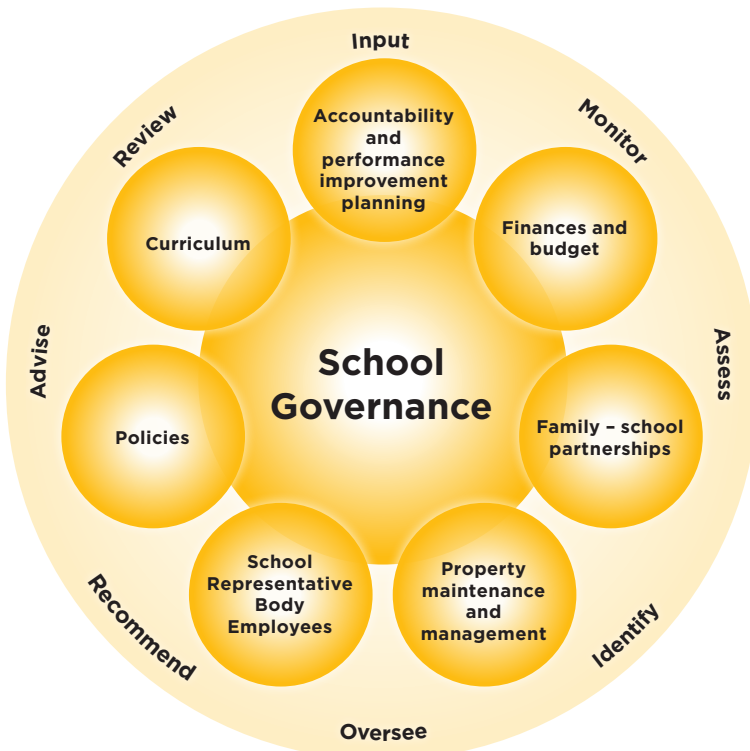 Input
Monitor
Assess
Identify
Oversee
Recommend
Advise
Review
Accountability
and
performance
improvement
planning
Finances and
budget
Family – school
partnerships
Property
maintenance
and
management
School
Representative
Body
Employees
Policies
Curriculum
School
Governance